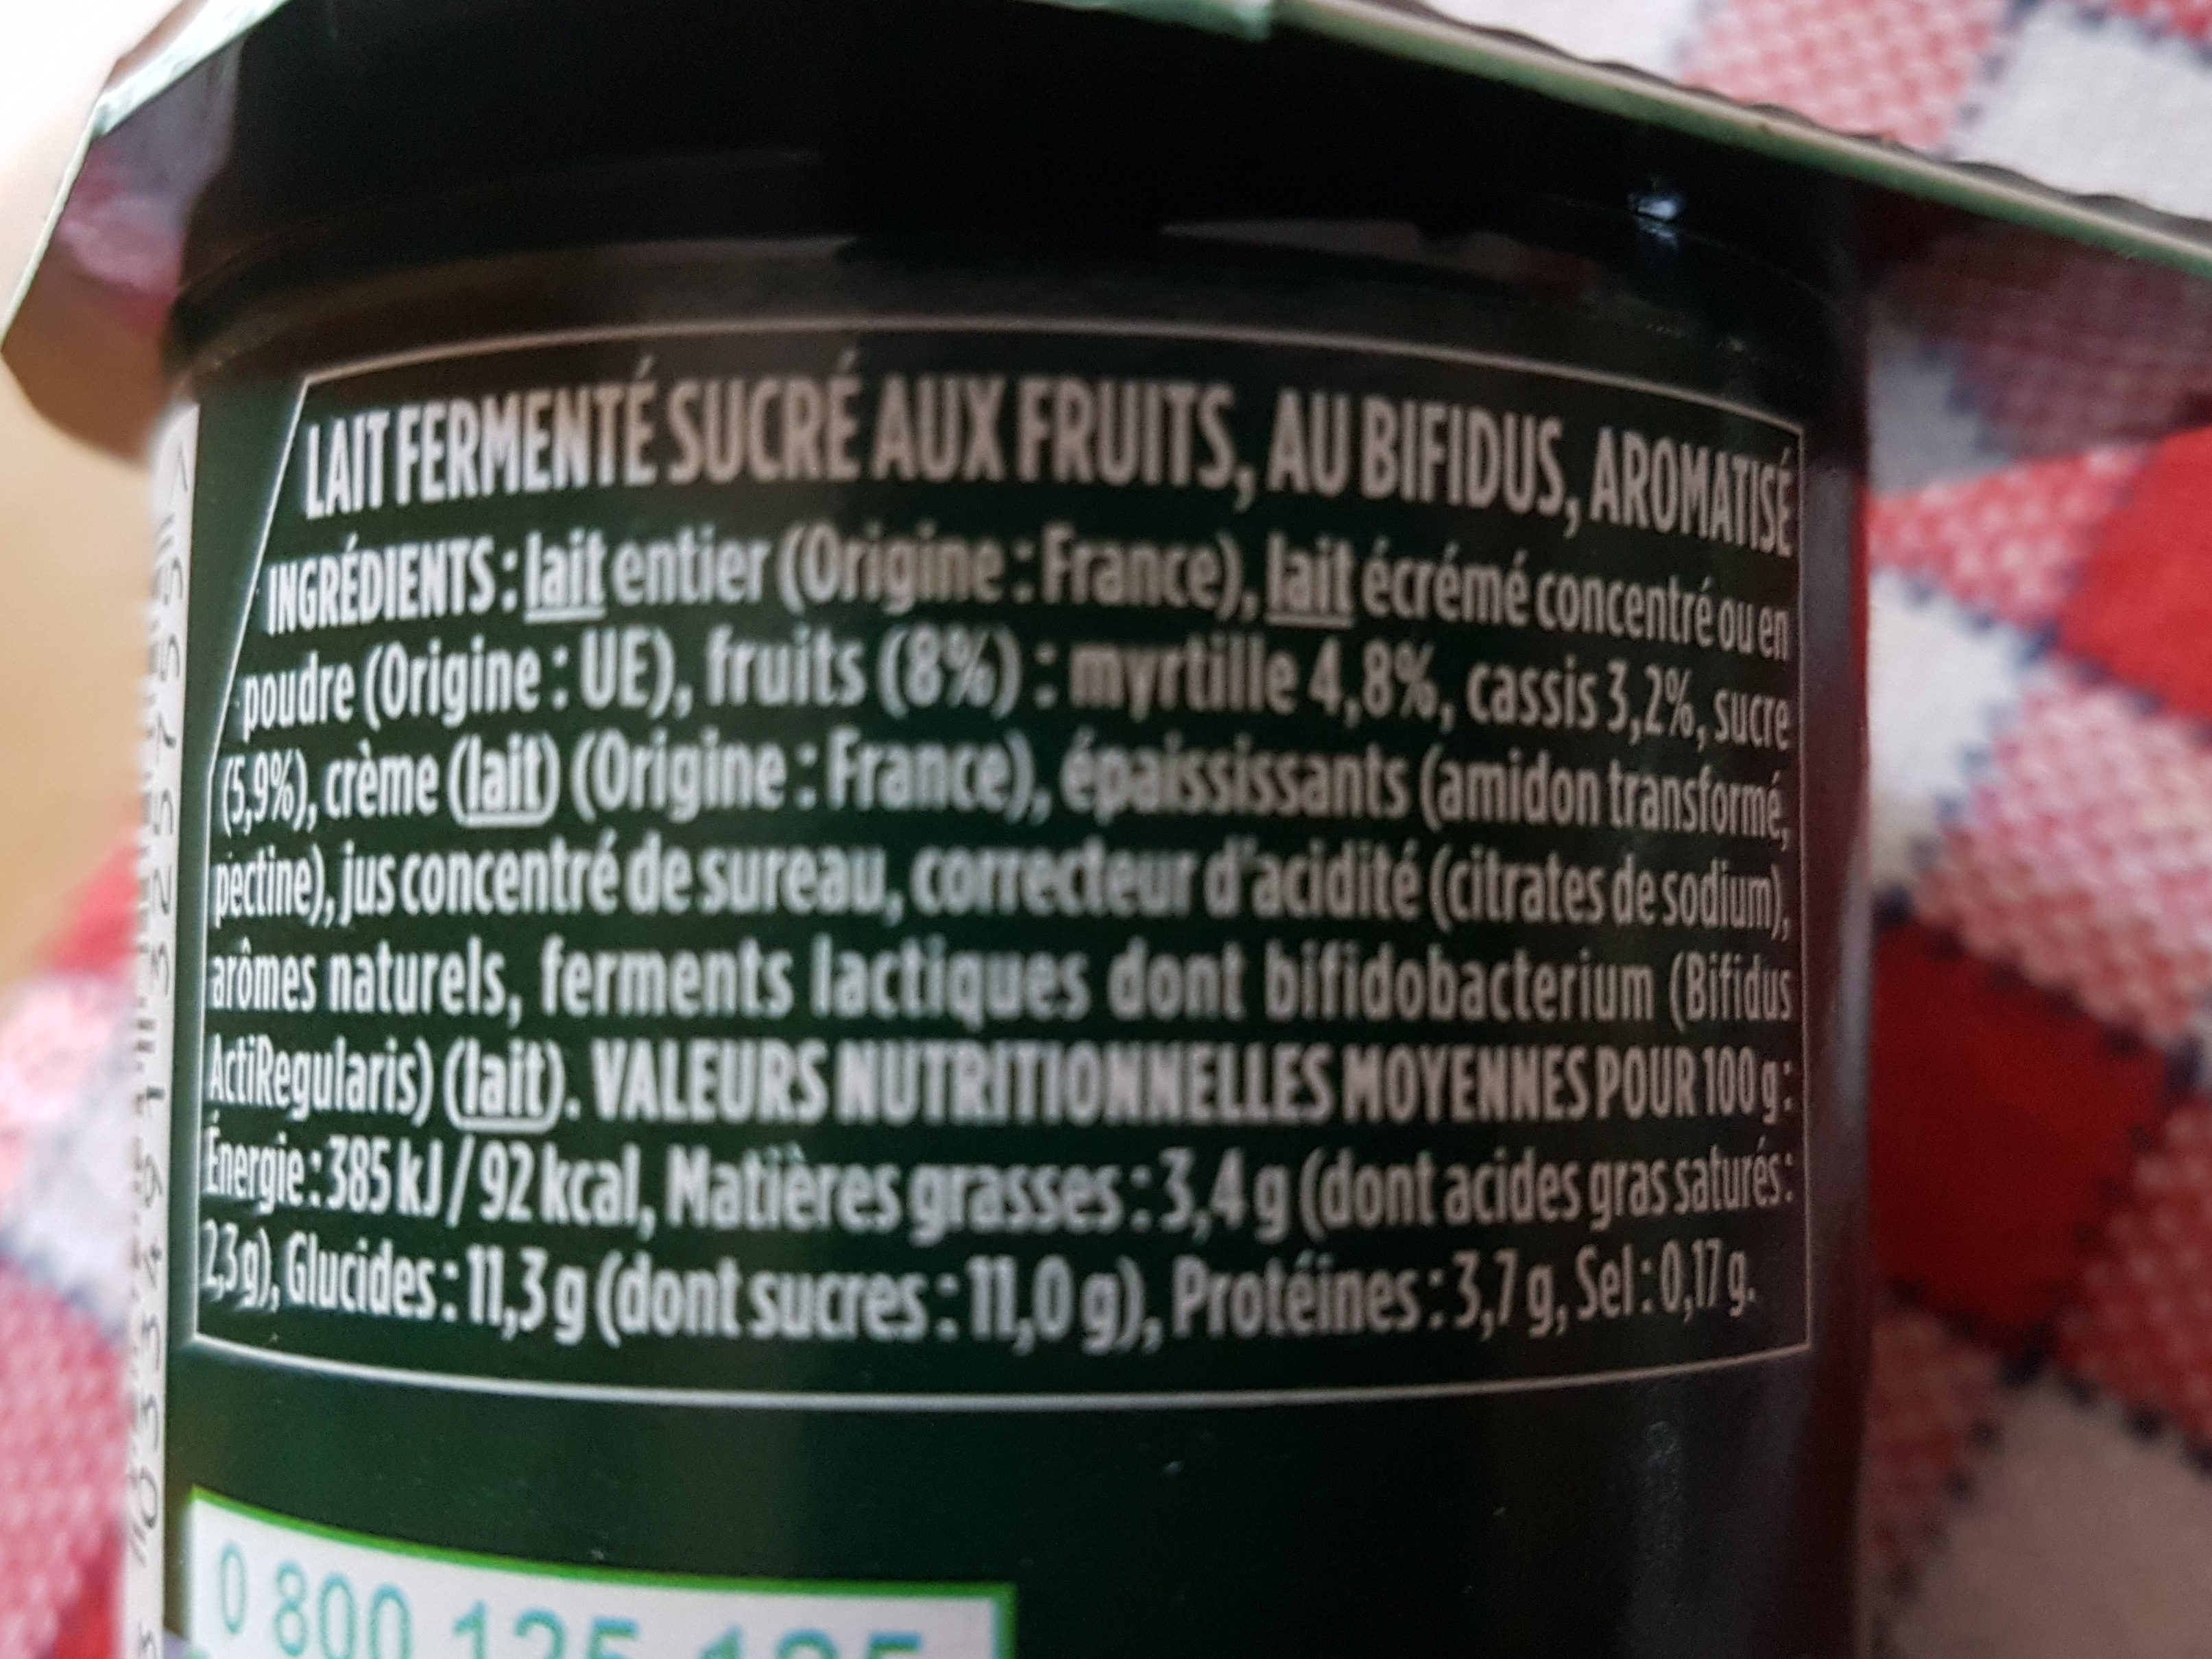 LAIT FERMENTÉ SUCRÉ AUX FRUITS, AU BIFIDUS, AROMATISÉ
INGRÉDIENTS : lait entier (Origine : France), lait écrémé concentré ou en
poudre (Origine : UE), fruits (8%) : myrtille 4,8%, cassis 3,2%, sucre
(5,9%), crème (lait) (Origine : France), épaississants (amidon transformé,
pectine), jus concentré de sureau, correcteur d'acidité (citrates de sodium),
arômes naturels, ferments lactiques dont bifidobacterium (Bifidus
ActiRegularis) (lait). VALEURS NUTRITIONNELLES MOYENNES POUR 100 g :
Énergie : 385 kJ / 92 kcal, Matières grasses : 3,4 g (dont acides gras saturés :
2,3 g), Glucides : 11,3 g (dont sucres : 11,0 g), Protéines : 3,7 g, Sel : 0,17 g.
0 800 125 125